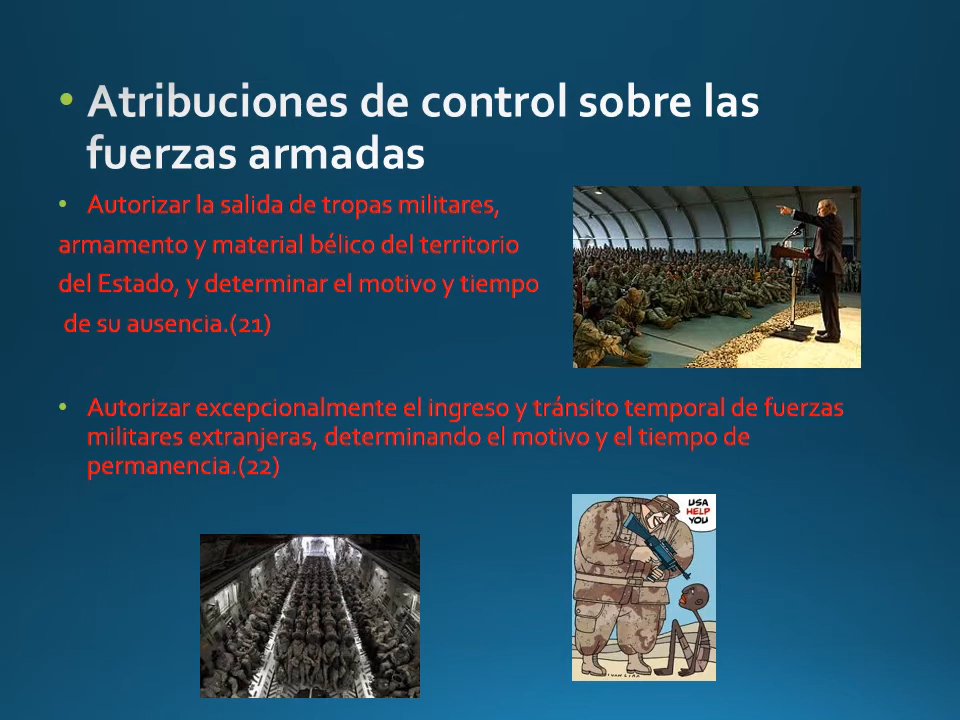 • Atribuciones de control sobre las
fuerzas armadas
• Autorizar la salida de tropas militares,
armamento y material bélico del territorio
del Estado, y determinar el motivo y tiempo
de su ausencia.(21)
• Autorizar excepcionalmente el ingreso y tránsito temporal de fuerzas
militares extranjeras, determinando el motivo y el tiempo de
permanencia.(22)
USA
HELP
YOU